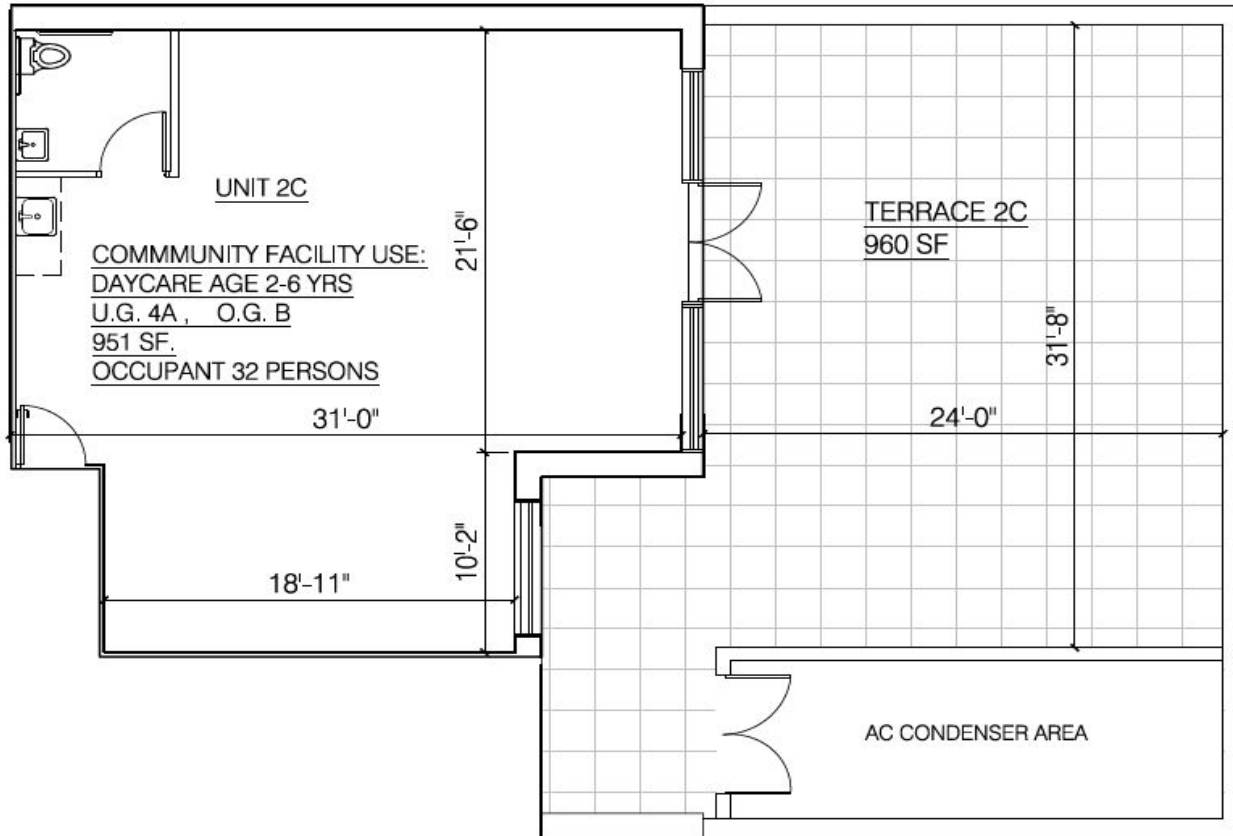 UNIT 2C
COMMMUNITY FACILITY USE:
DAYCARE AGE 2-6 YRS
U.G. 4A , O.G. B
951 SF.
OCCUPANT 32 PERSONS
21'-6"
31'-0"
10'-2"
18'-11"
TERRACE 2C
960 SF
31'-8"
24'-0"
AC CONDENSER AREA